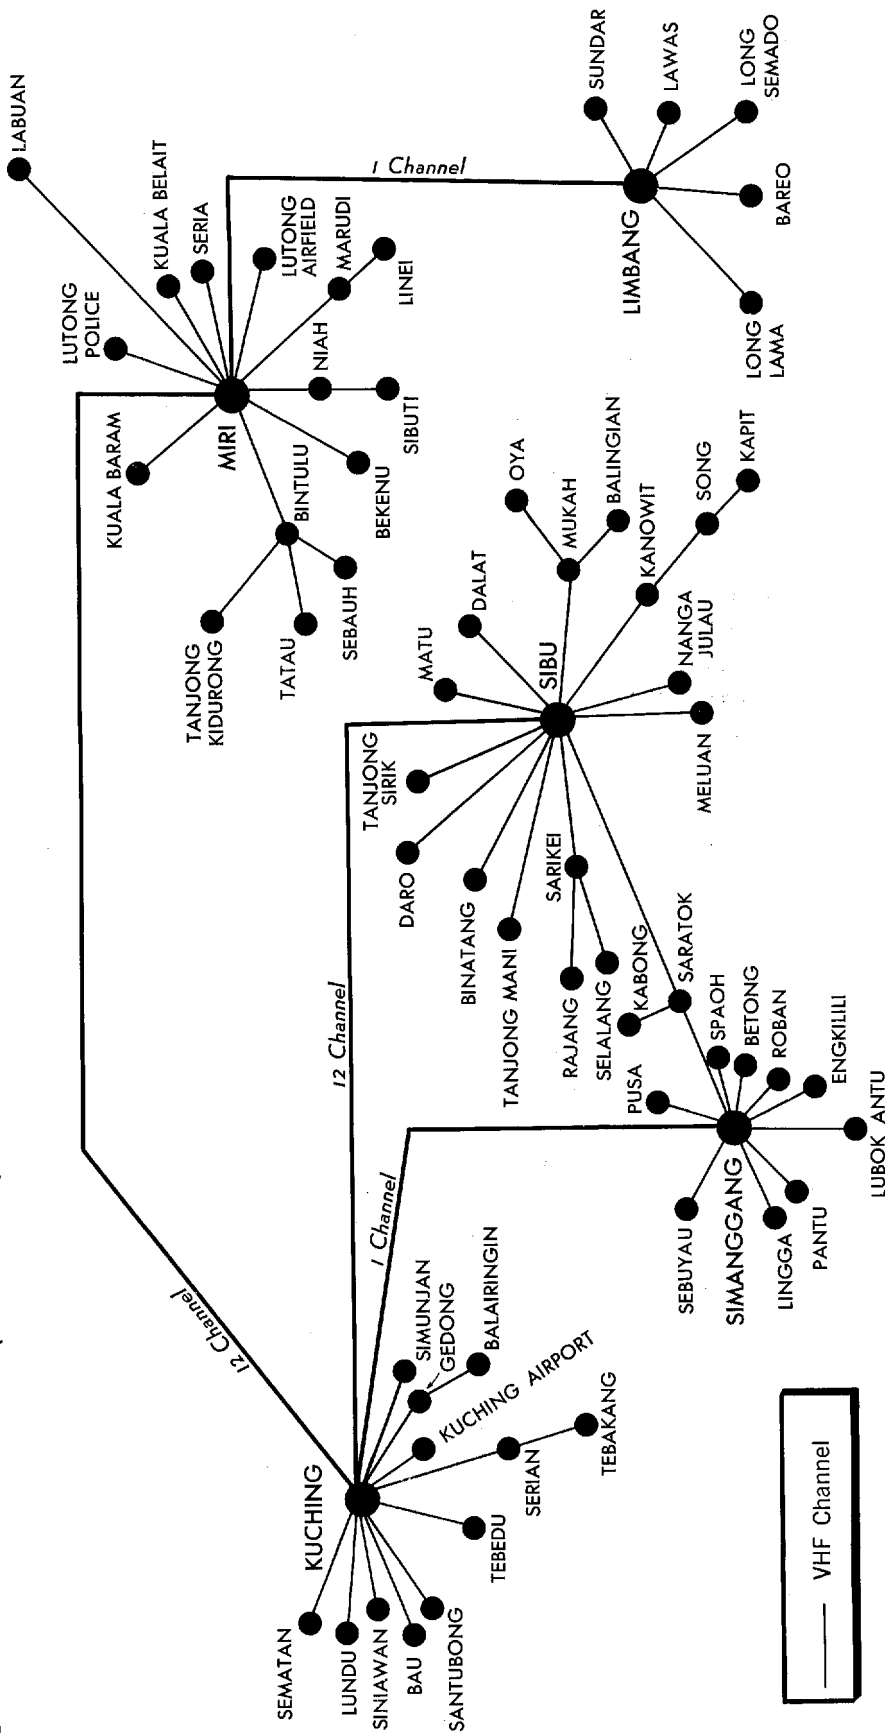 LABUAN
LUTONG
POLICE
KUALA BELAIT
SERIA
LUTONG
AIRFIELD
MARUDI
LINEI
KUALA BARAM
MIRI
NIAH
SIBUTI
BINTULU
BEKENU
TANJONG
KIDURONG
TATAU
SEBAUH
1 Channel
SUNDAR
LAWAS
LONG
SEMADO
LIMBANG
BAREO
LONG
LAMA
OYA
DALAT
MUKAH
BALINGIAN
MATU
SIBU
KANOWIT
SONG
KAPIT
NANGA
JULAU
MELUAN
TANJONG
SIRIK
DARO
BINATANG
TANJONG MANI
SARIKEI
RAJANG
SELALANG
KABONG
SARATOK
12 Channel
12 Channel
1 Channel
PUSA
SPAOH
BETONG
ROBAN
ENGKILILI
LUBOK ANTU
SIMANGGANG
SEBUYAU
LINGGA
PANTU
KUCHING
SIMUNJAN
GEDONG
BALAIRINGIN
KUCHING AIRPORT
SERIAN
TEBAKANG
TEBEDU
SEMATAN
LUNDU
SINIAWAN
BAU
SANTUBONG
VHF Channel